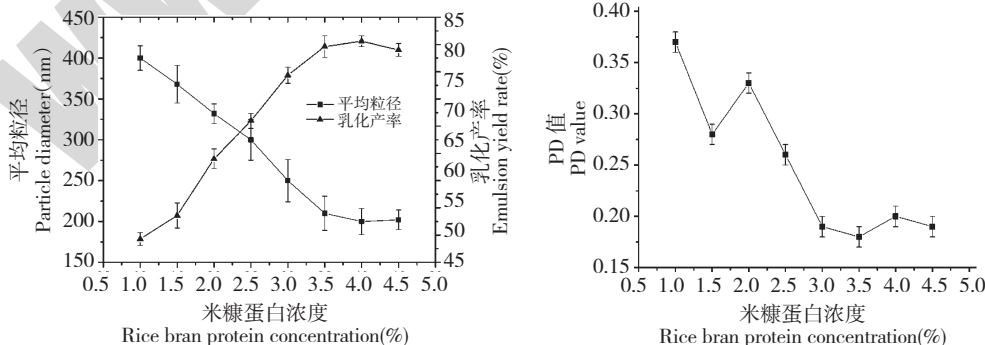 450
400
350
300
250
200
150
平均粒径
Particle diameter(nm)
平均粒径
乳化产率
85
80
75
70
65
60
55
50
45
乳化产率
Emulsion yield rate(%)
0.5 1.0 1.5 2.0 2.5 3.0 3.5 4.0 4.5 5.0
米糠蛋白浓度
Rice bran protein concentration(%)
0.40
0.35
0.30
0.25
0.20
0.15
PD 值
PD value
0.5 1.0 1.5 2.0 2.5 3.0 3.5 4.0 4.5 5.0
米糠蛋白浓度
Rice bran protein concentration(%)